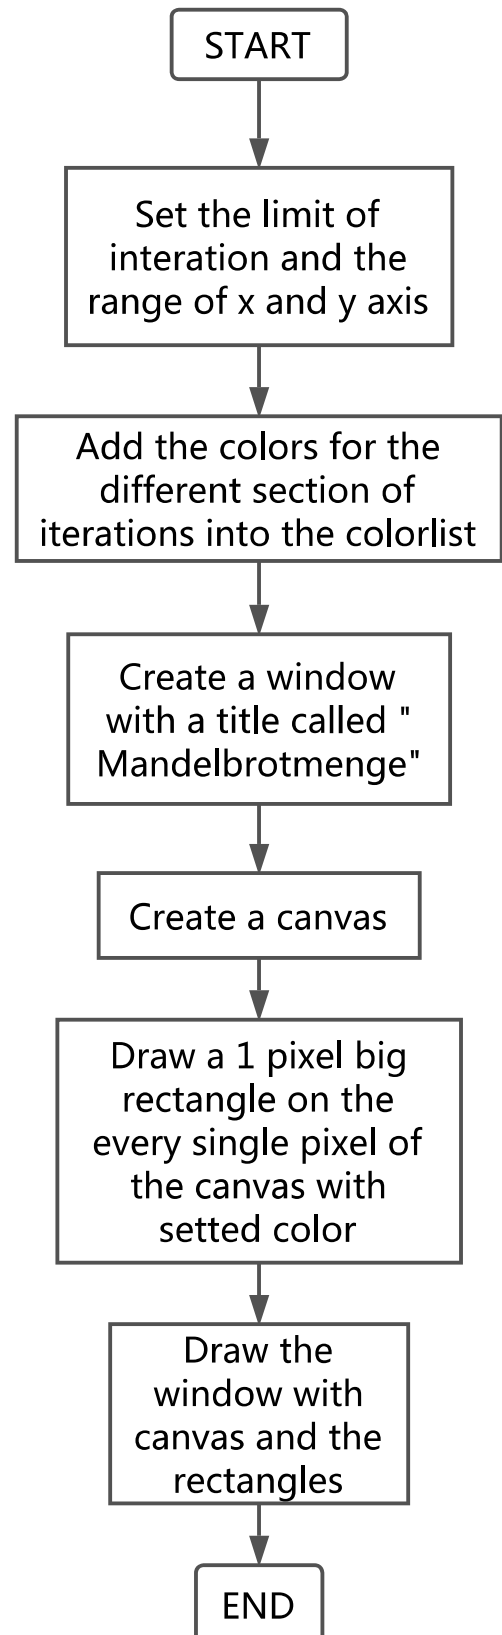 START
Set the limit of
interation and the
range of x and y axis
Add the colors for the
different section of
iterations into the colorlist
Create a window
with a title called "
Mandelbrotmenge"
Create a canvas
Draw a 1 pixel big
rectangle on the
every single pixel of
the canvas with
setted color
Draw the
window with
canvas and the
rectangles
END